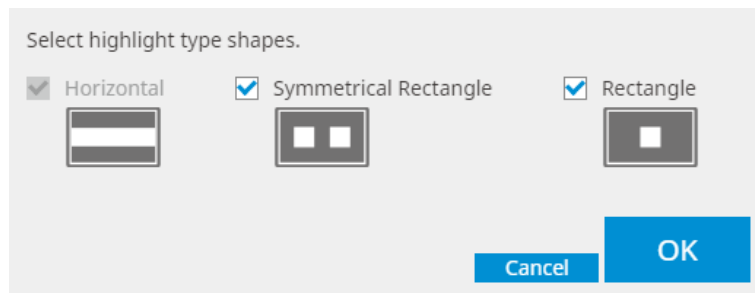 Select highlight type shapes.
Horizontal Symmetrical Rectangle Rectangle
Cancel OK